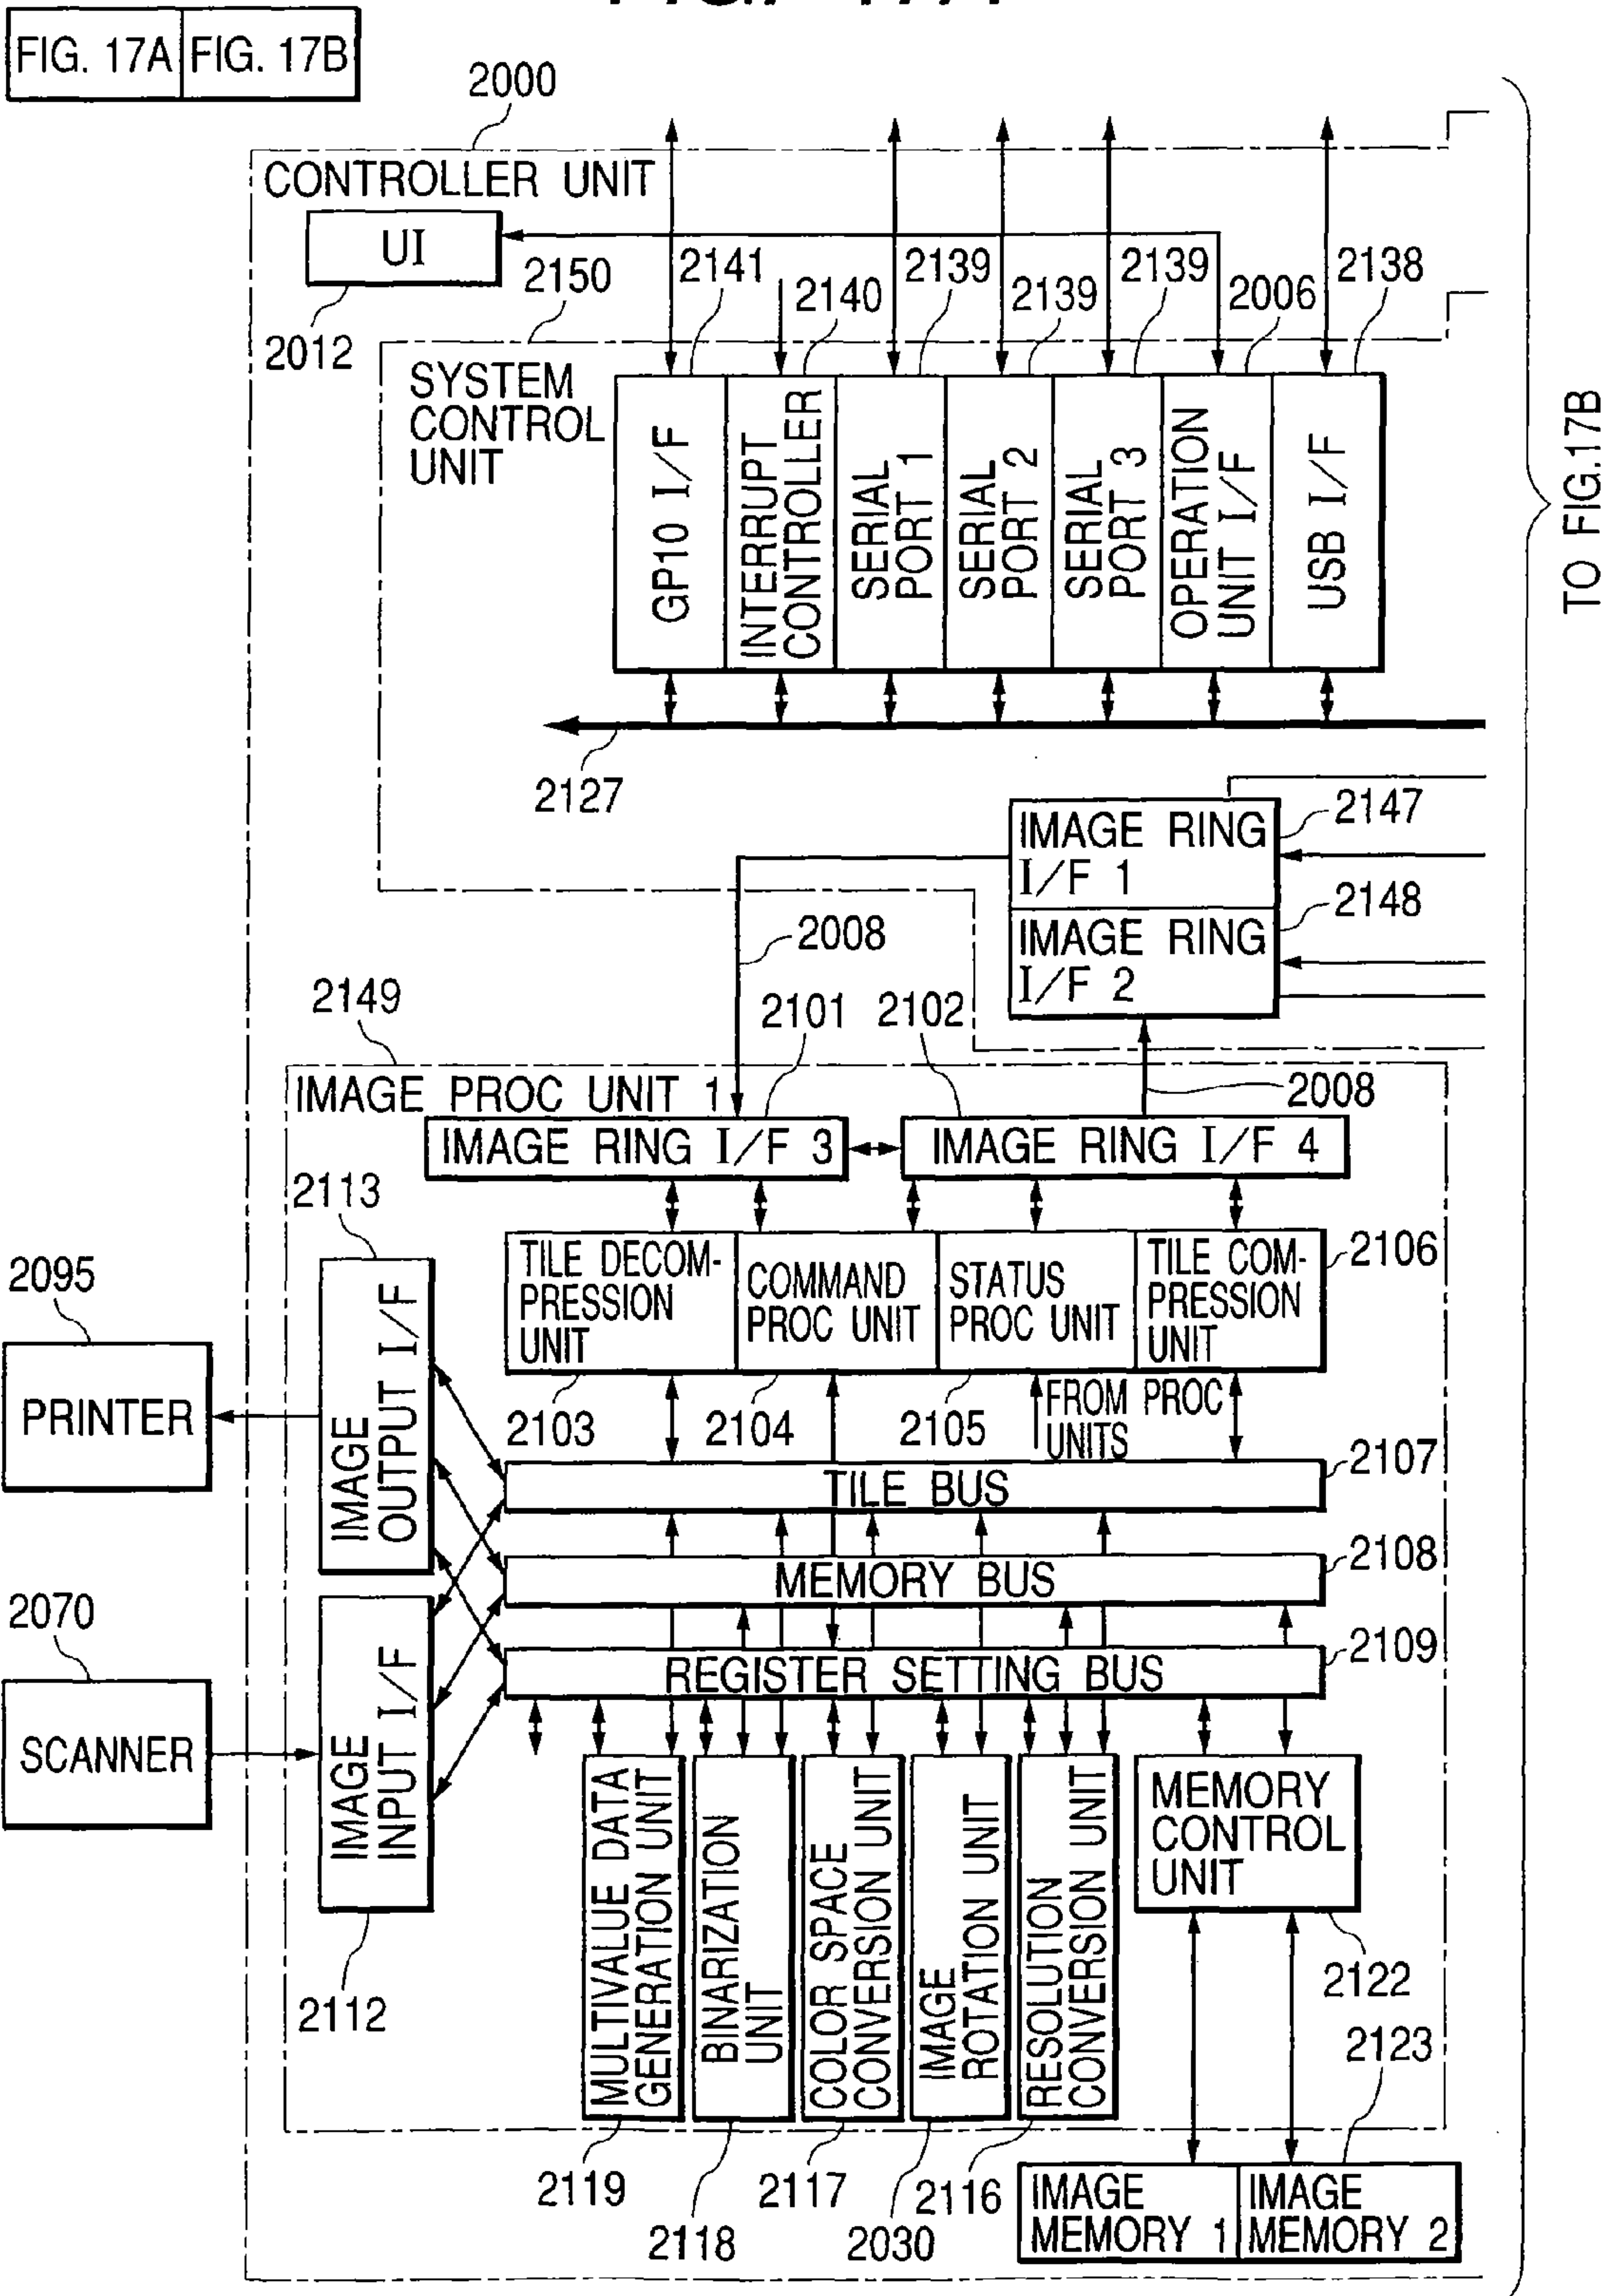 FIG. 17A FIG. 17B
2000
CONTROLLER UNIT
UI
2012
2150
2141
2140
2139
2139
2139
2006
2138
SYSTEM
CONTROL
UNIT
GP10 I/F
INTERRUPT
CONTROLLER
SERIAL
PORT 1
SERIAL
PORT 2
SERIAL
PORT 3
OPERATION
UNIT I/F
USB I/F
TO FIG.17B
2127
IMAGE RING
I/F 1
2147
IMAGE RING
I/F 2
2148
2008
2149
2101
2102
IMAGE PROC UNIT 1
2008
IMAGE RING I/F 3
IMAGE RING I/F 4
2113
TILE DECOM-
PRESSION
UNIT
COMMAND
PROC UNIT
STATUS
PROC UNIT
TILE COM-
PRESSION
UNIT
2106
2095
PRINTER
IMAGE
OUTPUT I/F
2103
2104
2105
FROM PROC
UNITS
TILE BUS
2107
MEMORY BUS
2108
REGISTER SETTING BUS
2109
2070
SCANNER
IMAGE
INPUT I/F
2112
MULTIVALUE DATA
GENERATION UNIT
BINARIZATION
UNIT
COLOR SPACE
CONVERSION UNIT
IMAGE
ROTATION UNIT
RESOLUTION
CONVERSION UNIT
MEMORY
CONTROL
UNIT
2122
2123
2119
2118
2117
2030
2116
IMAGE
MEMORY 1
IMAGE
MEMORY 2